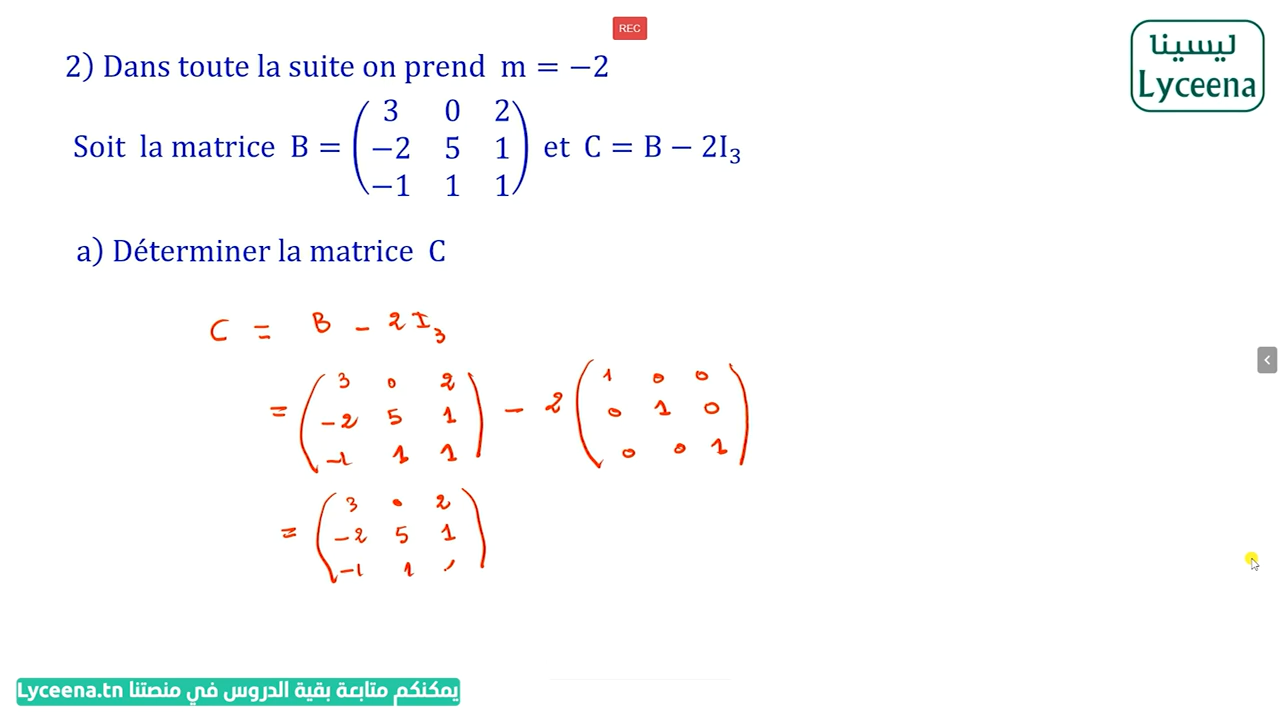 REC
ليسينا
Lyceena
2) Dans toute la suite on prend m = −2
Soit la matrice B = (3 0 2
−2 5 1
−1 1 1) et C = B − 2I₃
a) Déterminer la matrice C
C = B − 2I₃
= (3 0 2
−2 5 1
−1 1 1) − 2 (1 0 0
0 1 0
0 0 1)
= (3 0 2
−2 5 1
−1 1 )
يمكنكم متابعة بقية الدروس في منصتنا Lyceena.tn